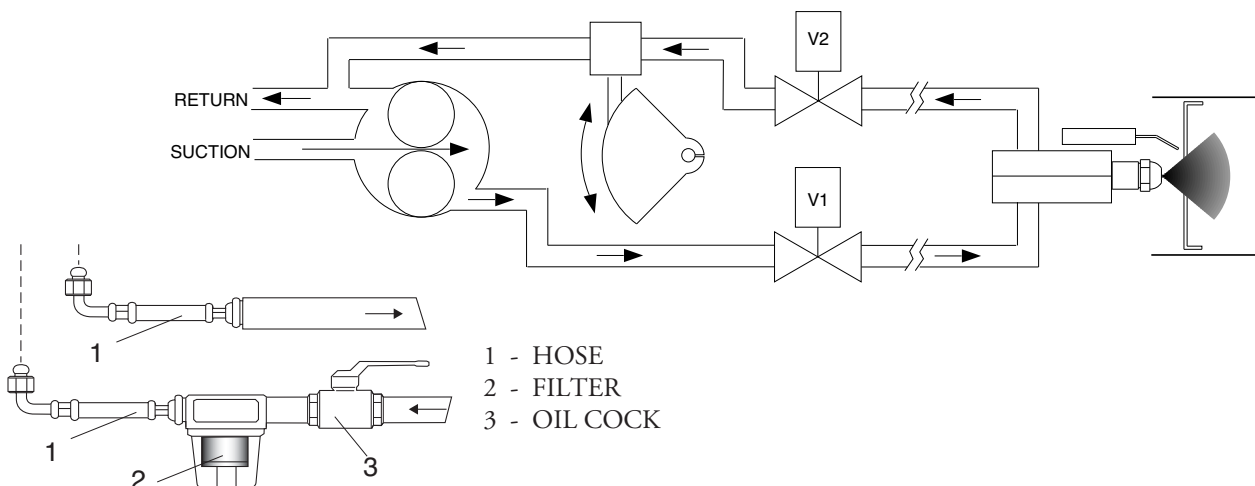 V2
RETURN
SUCTION
V1
1
1 - HOSE
2 - FILTER
3 - OIL COCK
1
3
2